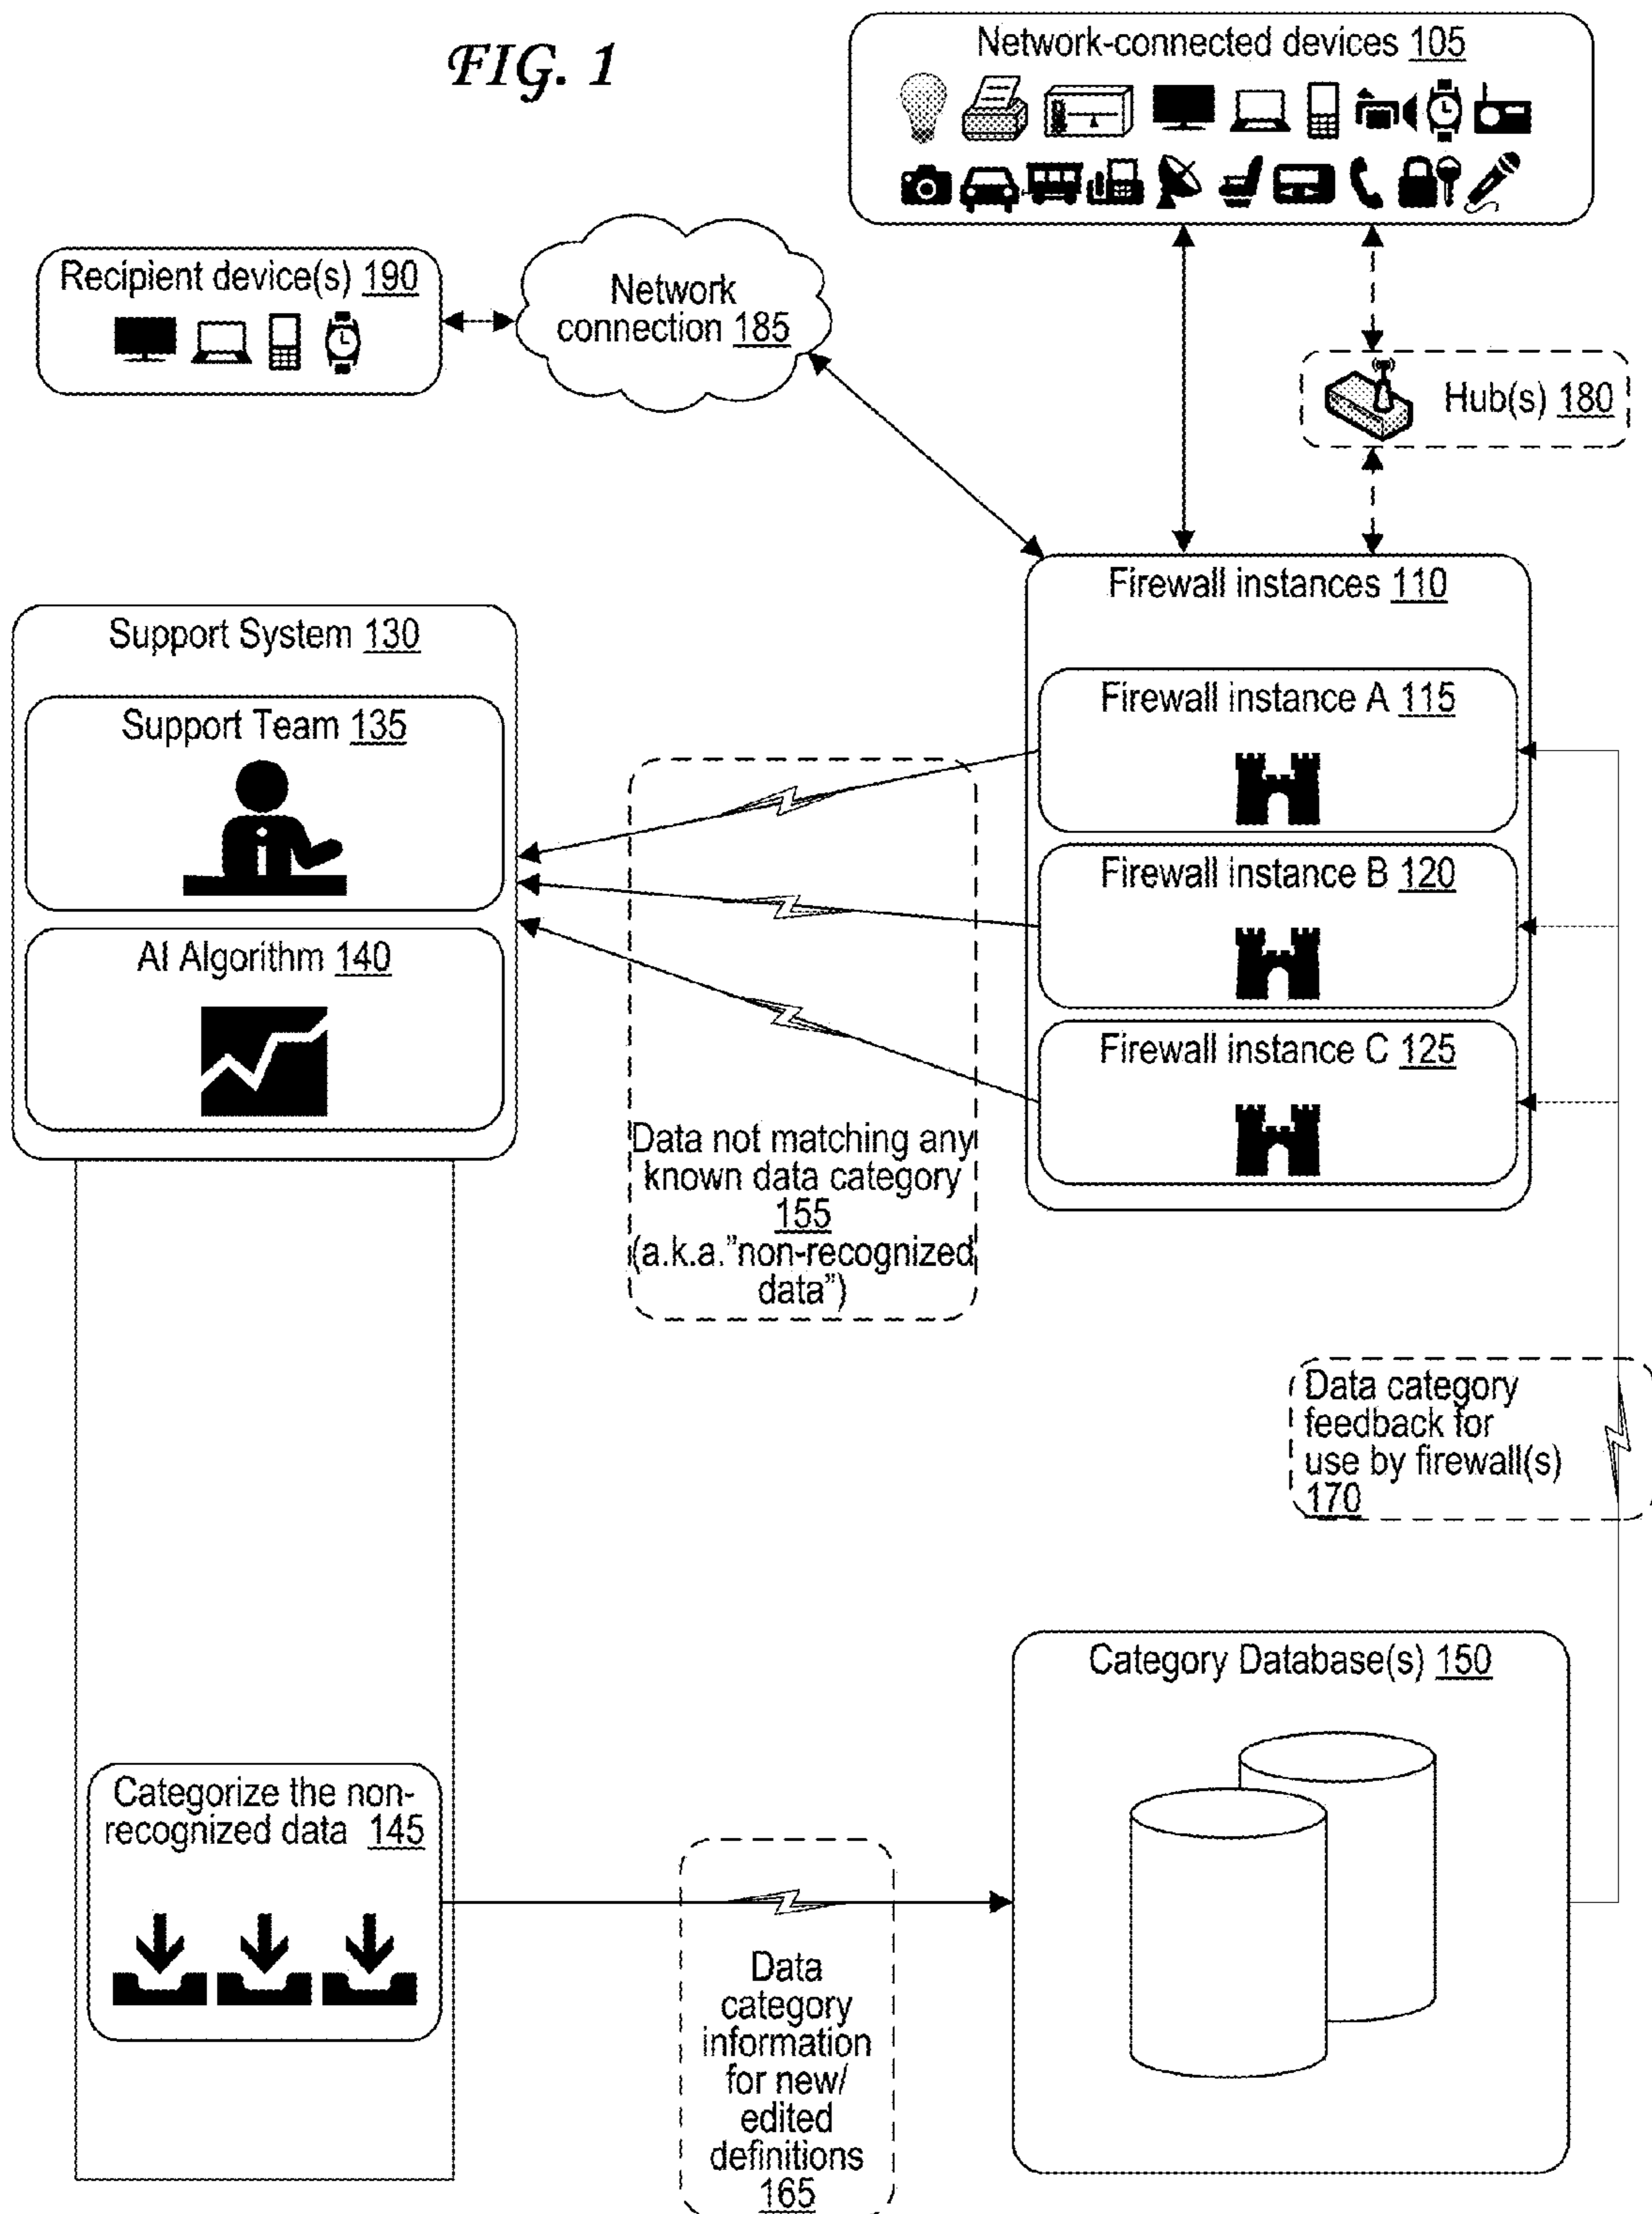 FIG. 1
Network-connected devices 105
Recipient device(s) 190
Network
connection 185
Hub(s) 180
Firewall instances 110
Support System 130
Firewall instance A 115
Support Team 135
Firewall instance B 120
AI Algorithm 140
Firewall instance C 125
Data not matching any
known data category
155
(a.k.a."non-recognized
data")
Data category
feedback for
use by firewall(s)
170
Category Database(s) 150
Categorize the non-
recognized data 145
Data
category
information
for new/
edited
definitions
165